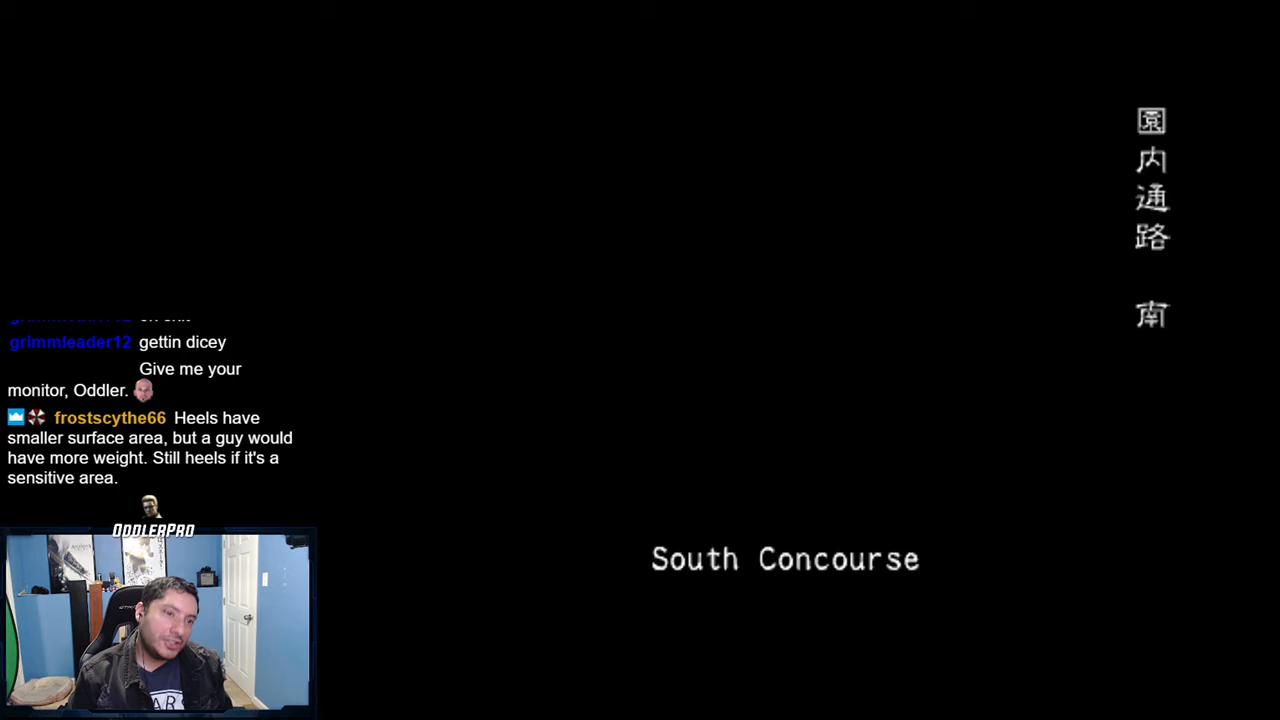 園内通路 南
grimmleader12 gettin dicey
Give me your
monitor, Oddler.
frostscythe66 Heels have
smaller surface area, but a guy would
have more weight. Still heels if it's a
sensitive area.
ODDLERPRO
South Concourse